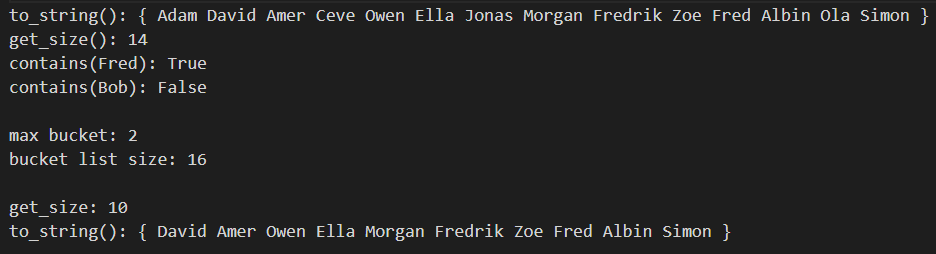 to_string(): { Adam David Amer Ceve Owen Ella Jonas Morgan Fredrik Zoe Fred Albin Ola Simon }
get_size(): 14
contains(Fred): True
contains(Bob): False
max bucket: 2
bucket list size: 16
get_size: 10
to_string(): { David Amer Owen Ella Morgan Fredrik Zoe Fred Albin Simon }